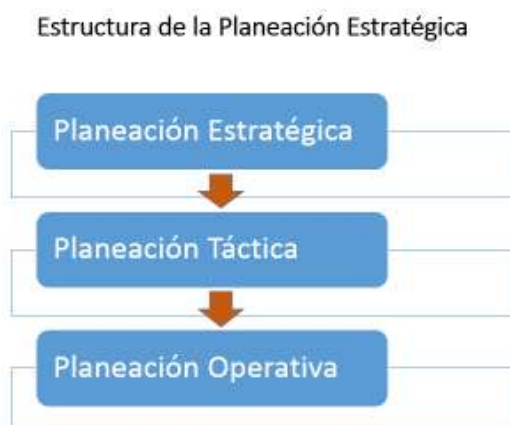 Estructura de la Planeación Estratégica
Planeación Estratégica
Planeación Táctica
Planeación Operativa